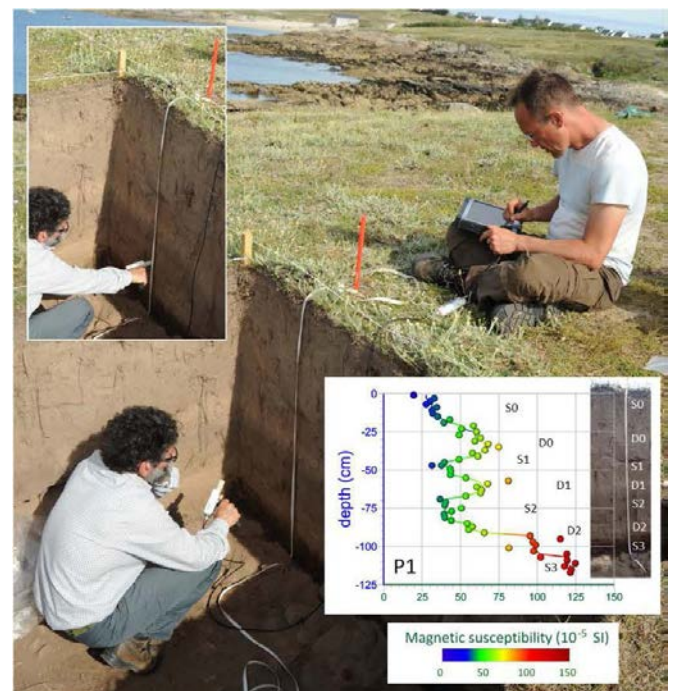 0
-25
-50
-75
-100
-125
depth (cm)
S0
D0
S1
D1
S2
D2
S3
P1
0 25 50 75 100 125 150
S0
D0
S1
D1
S2
D2
S3
Magnetic susceptibility (10⁻⁵ SI)
0 50 100 150